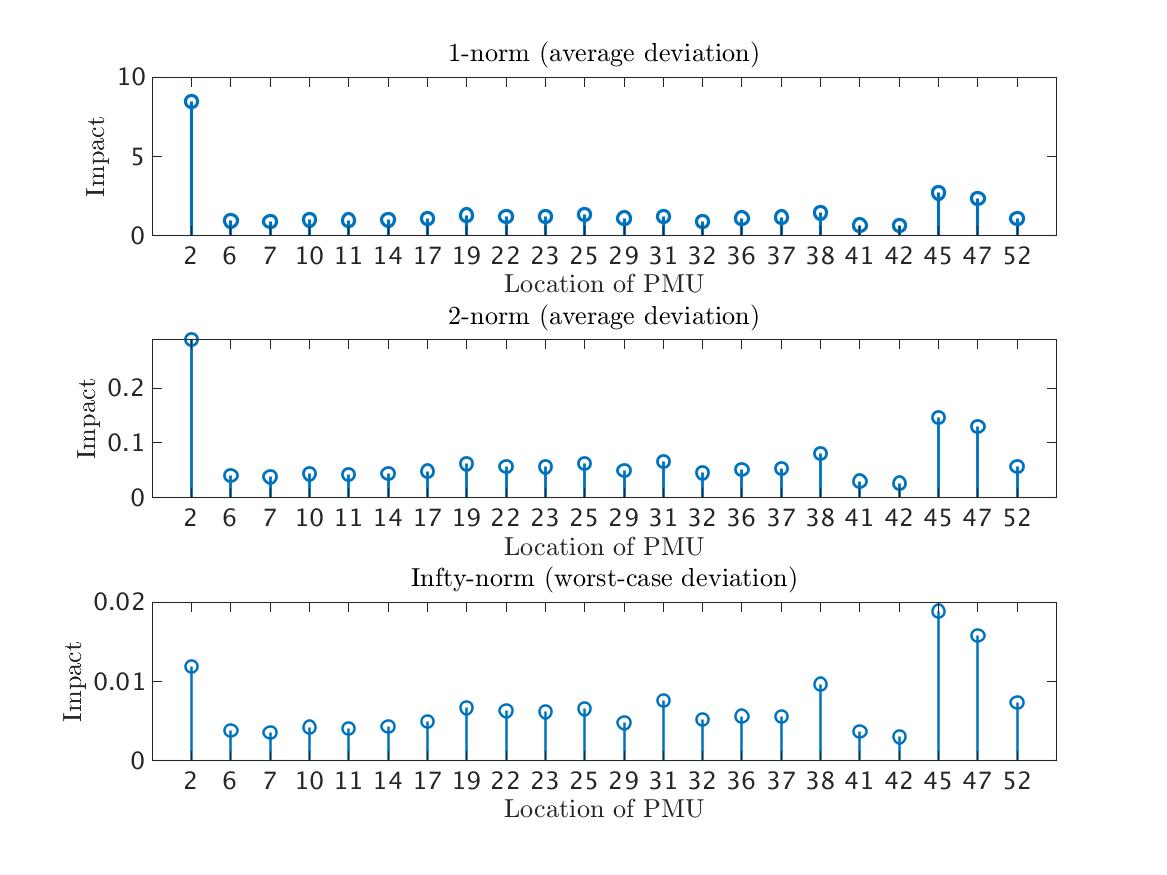 1-norm (average deviation)
10
5
0
Impact
2 6 7 10 11 14 17 19 22 23 25 29 31 32 36 37 38 41 42 45 47 52
Location of PMU
2-norm (average deviation)
0.2
0.1
0
Impact
2 6 7 10 11 14 17 19 22 23 25 29 31 32 36 37 38 41 42 45 47 52
Location of PMU
Infty-norm (worst-case deviation)
0.02
0.01
0
Impact
2 6 7 10 11 14 17 19 22 23 25 29 31 32 36 37 38 41 42 45 47 52
Location of PMU